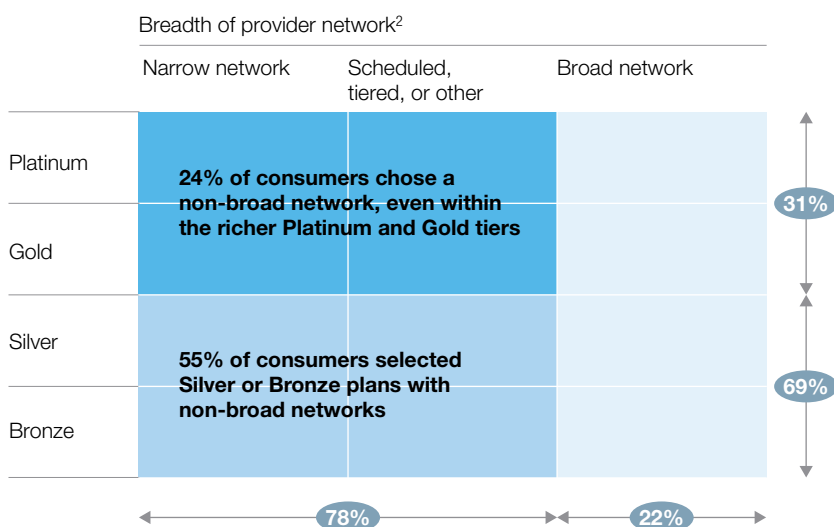 Breadth of provider network²
Narrow network
Scheduled,
tiered, or other
Broad network
Platinum
24% of consumers chose a
non-broad network, even within
the richer Platinum and Gold tiers
31%
Gold
Silver
55% of consumers selected
Silver or Bronze plans with
non-broad networks
69%
Bronze
78%
22%